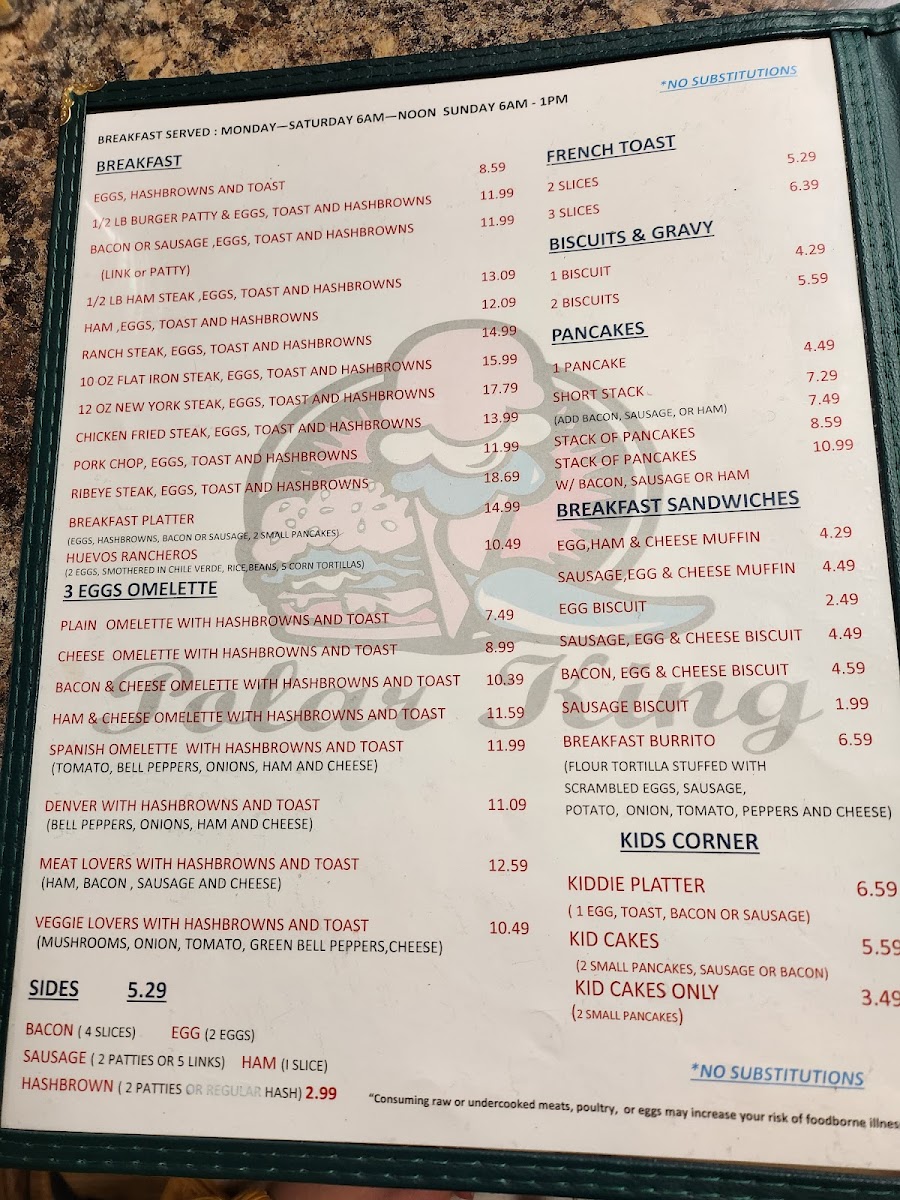 *NO SUBSTITUTIONS
BREAKFAST SERVED : MONDAY—SATURDAY 6AM—NOON SUNDAY 6AM - 1PM
BREAKFAST
EGGS, HASHBROWNS AND TOAST 8.59
1/2 LB BURGER PATTY & EGGS, TOAST AND HASHBROWNS 11.99
BACON OR SAUSAGE ,EGGS, TOAST AND HASHBROWNS 11.99
(LINK or PATTY)
1/2 LB HAM STEAK ,EGGS, TOAST AND HASHBROWNS 13.09
HAM ,EGGS, TOAST AND HASHBROWNS 12.09
RANCH STEAK, EGGS, TOAST AND HASHBROWNS 14.99
10 OZ FLAT IRON STEAK, EGGS, TOAST AND HASHBROWNS 15.99
12 OZ NEW YORK STEAK, EGGS, TOAST AND HASHBROWNS 17.79
CHICKEN FRIED STEAK, EGGS, TOAST AND HASHBROWNS 13.99
PORK CHOP, EGGS, TOAST AND HASHBROWNS 11.99
RIBEYE STEAK, EGGS, TOAST AND HASHBROWNS 18.69
BREAKFAST PLATTER 14.99
(EGGS, HASHBROWNS, BACON OR SAUSAGE, 2 SMALL PANCAKES)
HUEVOS RANCHEROS 10.49
(2 EGGS, SMOTHERED IN CHILE VERDE, RICE,BEANS, 5 CORN TORTILLAS)
3 EGGS OMELETTE
PLAIN OMELETTE WITH HASHBROWNS AND TOAST 7.49
CHEESE OMELETTE WITH HASHBROWNS AND TOAST 8.99
BACON & CHEESE OMELETTE WITH HASHBROWNS AND TOAST 10.39
HAM & CHEESE OMELETTE WITH HASHBROWNS AND TOAST 11.59
SPANISH OMELETTE WITH HASHBROWNS AND TOAST 11.99
(TOMATO, BELL PEPPERS, ONIONS, HAM AND CHEESE)
DENVER WITH HASHBROWNS AND TOAST 11.09
(BELL PEPPERS, ONIONS, HAM AND CHEESE)
MEAT LOVERS WITH HASHBROWNS AND TOAST 12.59
(HAM, BACON , SAUSAGE AND CHEESE)
VEGGIE LOVERS WITH HASHBROWNS AND TOAST 10.49
(MUSHROOMS, ONION, TOMATO, GREEN BELL PEPPERS,CHEESE)
SIDES 5.29
BACON ( 4 SLICES) EGG (2 EGGS)
SAUSAGE ( 2 PATTIES OR 5 LINKS) HAM (I SLICE)
HASHBROWN ( 2 PATTIES OR REGULAR HASH) 2.99
FRENCH TOAST
2 SLICES 5.29
3 SLICES 6.39
BISCUITS & GRAVY
1 BISCUIT 4.29
2 BISCUITS 5.59
PANCAKES
1 PANCAKE 4.49
SHORT STACK 7.29
(ADD BACON, SAUSAGE, OR HAM) 7.49
STACK OF PANCAKES 8.59
STACK OF PANCAKES 10.99
W/ BACON, SAUSAGE OR HAM
BREAKFAST SANDWICHES
EGG,HAM & CHEESE MUFFIN 4.29
SAUSAGE,EGG & CHEESE MUFFIN 4.49
EGG BISCUIT 2.49
SAUSAGE, EGG & CHEESE BISCUIT 4.49
BACON, EGG & CHEESE BISCUIT 4.59
SAUSAGE BISCUIT 1.99
BREAKFAST BURRITO 6.59
(FLOUR TORTILLA STUFFED WITH
SCRAMBLED EGGS, SAUSAGE,
POTATO, ONION, TOMATO, PEPPERS AND CHEESE)
KIDS CORNER
KIDDIE PLATTER 6.59
( 1 EGG, TOAST, BACON OR SAUSAGE)
KID CAKES 5.59
(2 SMALL PANCAKES, SAUSAGE OR BACON)
KID CAKES ONLY 3.49
(2 SMALL PANCAKES)
*NO SUBSTITUTIONS
"Consuming raw or undercooked meats, poultry, or eggs may increase your risk of foodborne illnes
Polar King